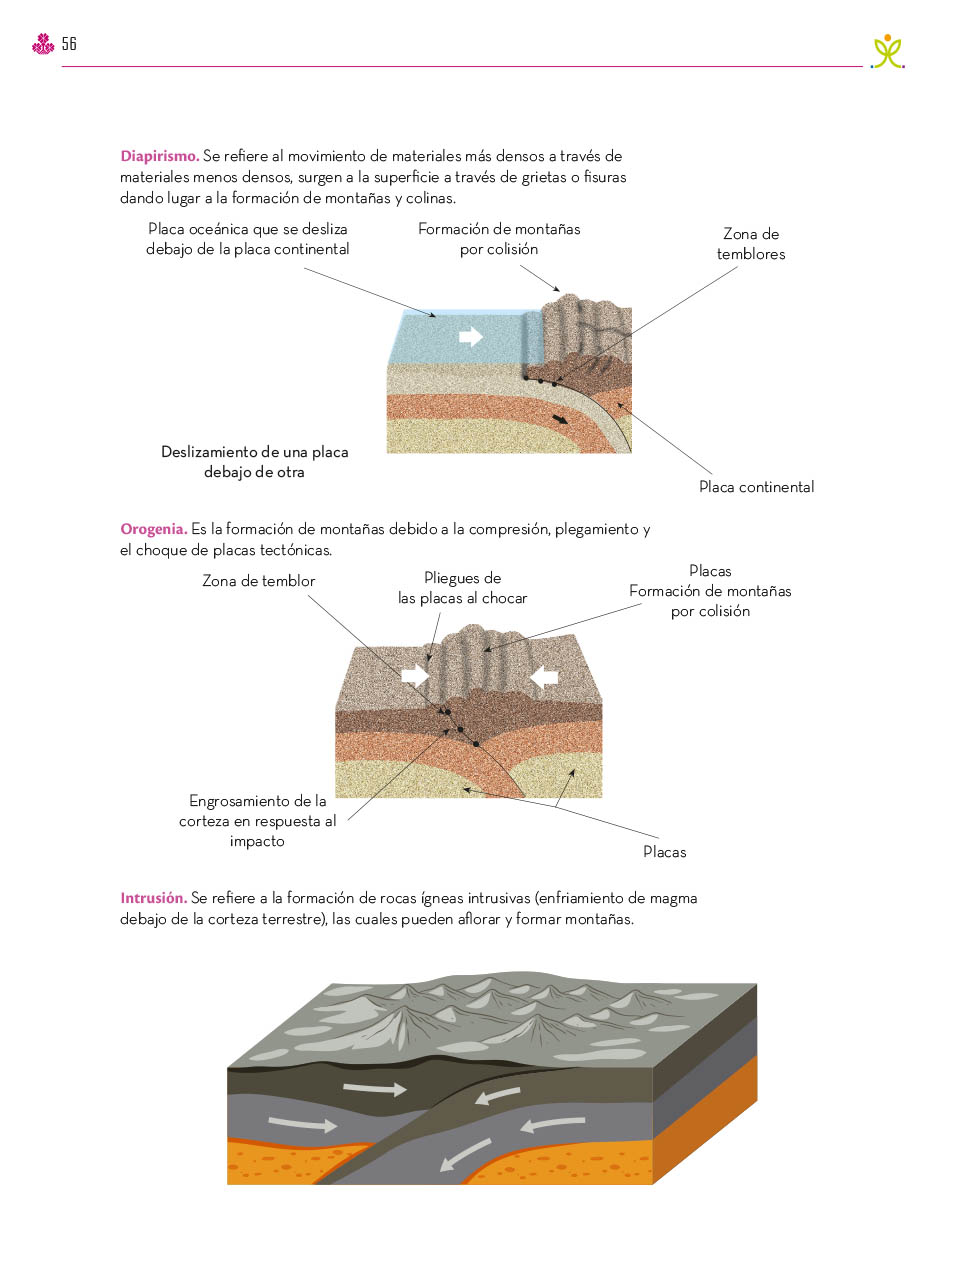 56
Diapirismo. Se refiere al movimiento de materiales más densos a través de
materiales menos densos, surgen a la superficie a través de grietas o fisuras
dando lugar a la formación de montañas y colinas.
Placa oceánica que se desliza
debajo de la placa continental
Formación de montañas
por colisión
Zona de
temblores
Deslizamiento de una placa
debajo de otra
Placa continental
Orogenia. Es la formación de montañas debido a la compresión, plegamiento y
el choque de placas tectónicas.
Zona de temblor
Pliegues de
las placas al chocar
Placas
Formación de montañas
por colisión
Engrosamiento de la
corteza en respuesta al
impacto
Placas
Intrusión. Se refiere a la formación de rocas ígneas intrusivas (enfriamiento de magma
debajo de la corteza terrestre), las cuales pueden aflorar y formar montañas.